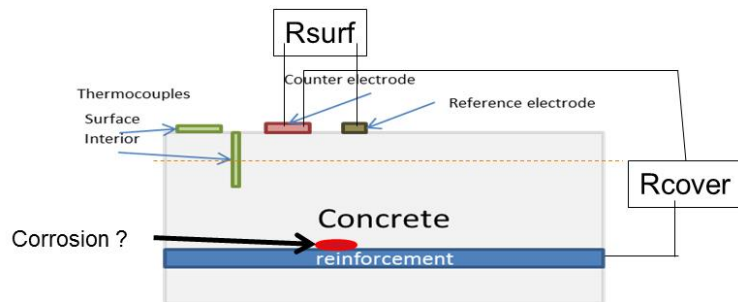 Rsurf
Counter electrode
Thermocouples
Reference electrode
Surface
Interior
Rcover
Concrete
Corrosion ?
reinforcement